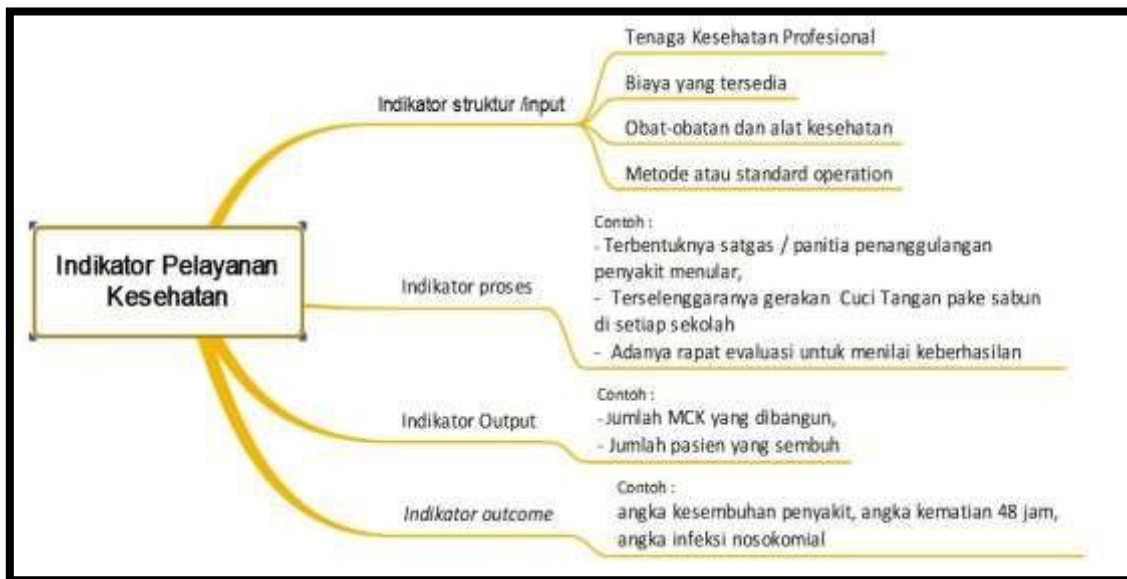 Indikator Pelayanan
Kesehatan
Indikator struktur /input
Tenaga Kesehatan Profesional
Biaya yang tersedia
Obat-obatan dan alat kesehatan
Metode atau standard operation
Indikator proses
Contoh :
- Terbentuknya satgas / panitia penanggulangan
penyakit menular,
- Terselenggaranya gerakan Cuci Tangan pake sabun
di setiap sekolah
- Adanya rapat evaluasi untuk menilai keberhasilan
Indikator Output
Contoh :
-Jumlah MCK yang dibangun,
- Jumlah pasien yang sembuh
Indikator outcome
Contoh :
angka kesembuhan penyakit, angka kematian 48 jam,
angka infeksi nosokomial